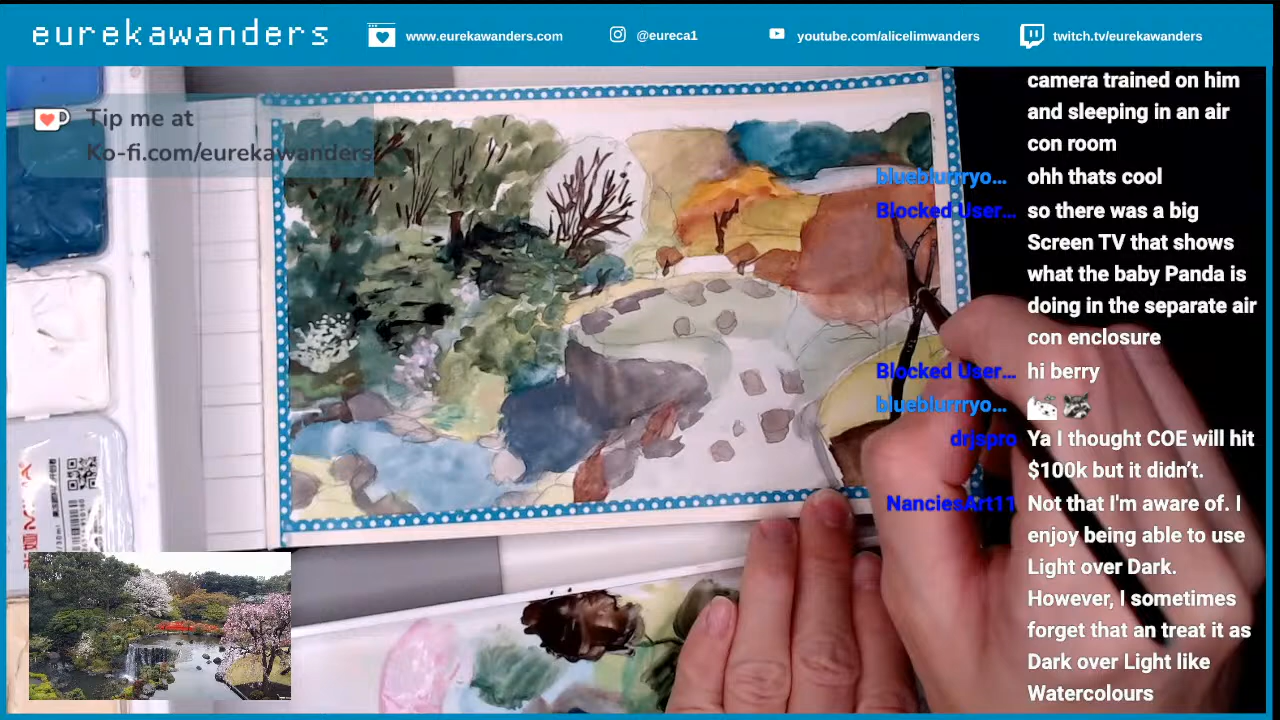 eurekawanders
www.eurekawanders.com
@eureca1
youtube.com/alicelimwanders
twitch.tv/eurekawanders
Tip me at
Ko-fi.com/eurekawanders
camera trained on him
and sleeping in an air
con room
blueblurrryo... ohh thats cool
Blocked User... so there was a big
Screen TV that shows
what the baby Panda is
doing in the separate air
con enclosure
Blocked User... hi berry
blueblurrryo...
drjspro Ya I thought COE will hit
$100k but it didn't.
NanciesArt11 Not that I'm aware of. I
enjoy being able to use
Light over Dark.
However, I sometimes
forget that an treat it as
Dark over Light like
Watercolours